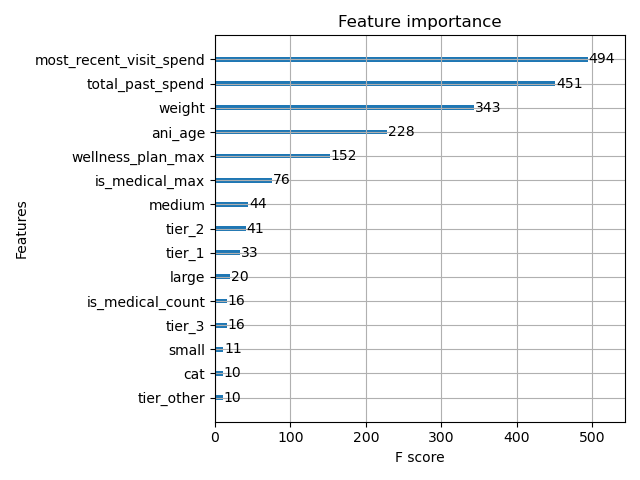 Feature importance
most_recent_visit_spend 494
total_past_spend 451
weight 343
ani_age 228
wellness_plan_max 152
is_medical_max 76
medium 44
tier_2 41
tier_1 33
large 20
is_medical_count 16
tier_3 16
small 11
cat 10
tier_other 10
Features
0 100 200 300 400 500
F score